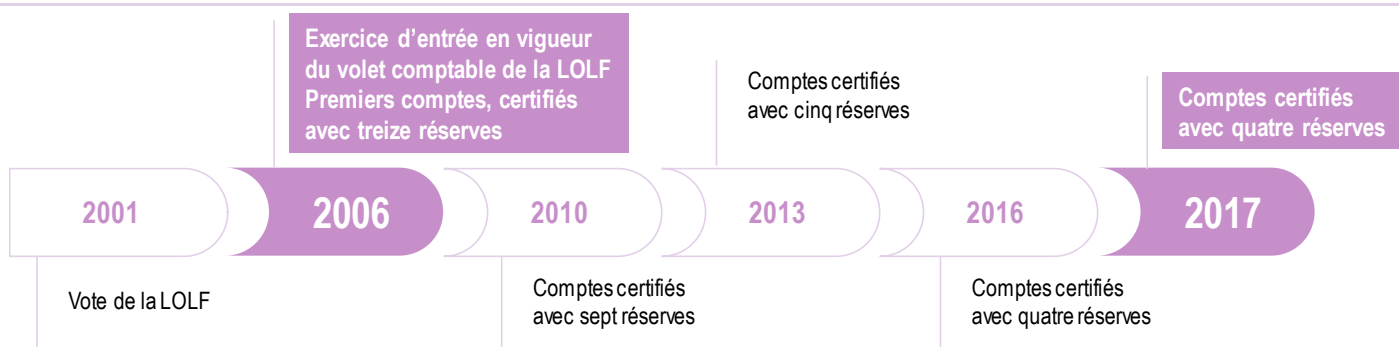 Exercice d’entrée en vigueur
du volet comptable de la LOLF
Premiers comptes, certifiés
avec treize réserves
Comptes certifiés
avec cinq réserves
Comptes certifiés
avec quatre réserves
2001
2006
2010
2013
2016
2017
Vote de la LOLF
Comptes certifiés
avec sept réserves
Comptes certifiés
avec quatre réserves